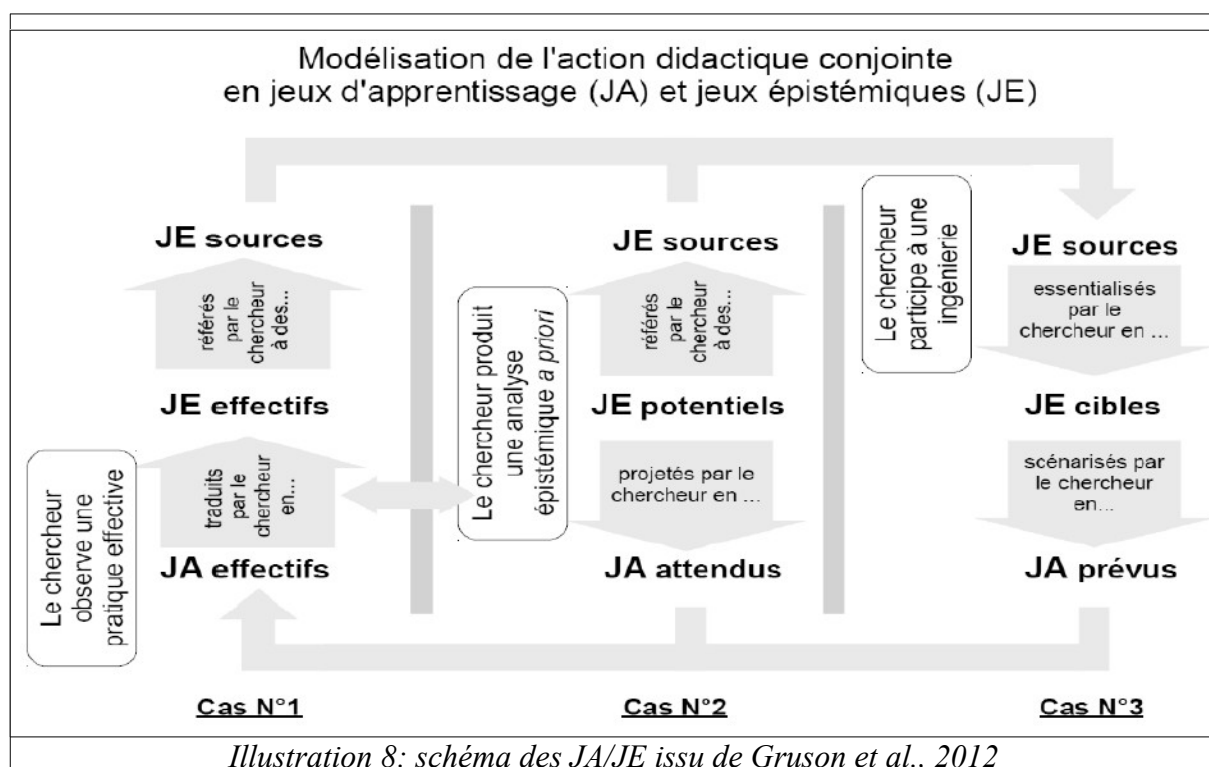 Modélisation de l'action didactique conjointe
en jeux d'apprentissage (JA) et jeux épistémiques (JE)
JE sources
référés
par le
chercheur
à des...
JE effectifs
traduits
par le
chercheur
en...
JA effectifs
Le chercheur
observe une
pratique effective
Cas N°1
JE sources
référés
par le
chercheur
à des...
Le chercheur produit
une analyse
épistémique a priori
JE potentiels
projetés par le
chercheur en ...
JA attendus
Cas N°2
Le chercheur
participe à une
ingénierie
JE sources
essentialisés
par le
chercheur en ...
JE cibles
scénarisés par
le chercheur
en...
JA prévus
Cas N°3
Illustration 8: schéma des JA/JE issu de Gruson et al., 2012